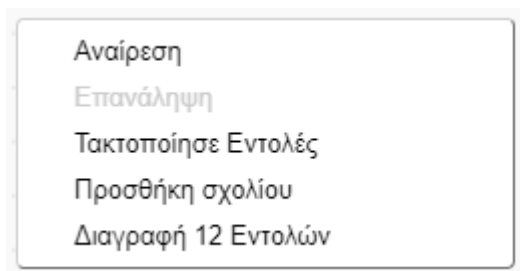 Αναίρεση
Επανάληψη
Τακτοποίησε Εντολές
Προσθήκη σχολίου
Διαγραφή 12 Εντολών